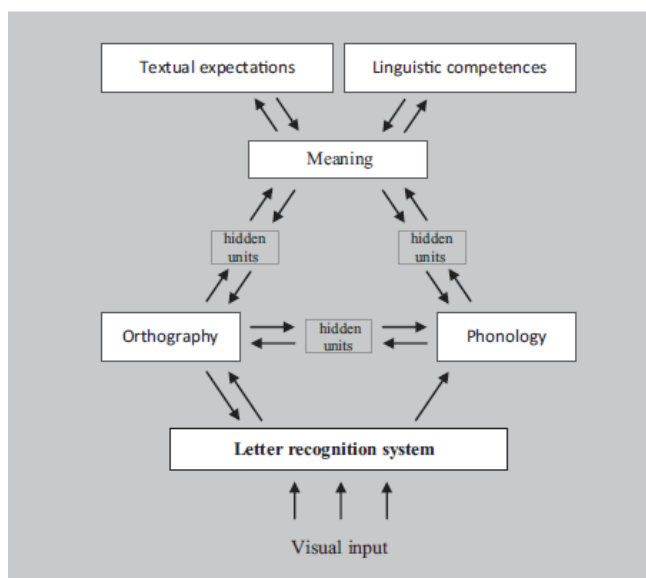 Textual expectations
Linguistic competences
Meaning
hidden
units
hidden
units
Orthography
hidden
units
Phonology
Letter recognition system
Visual input